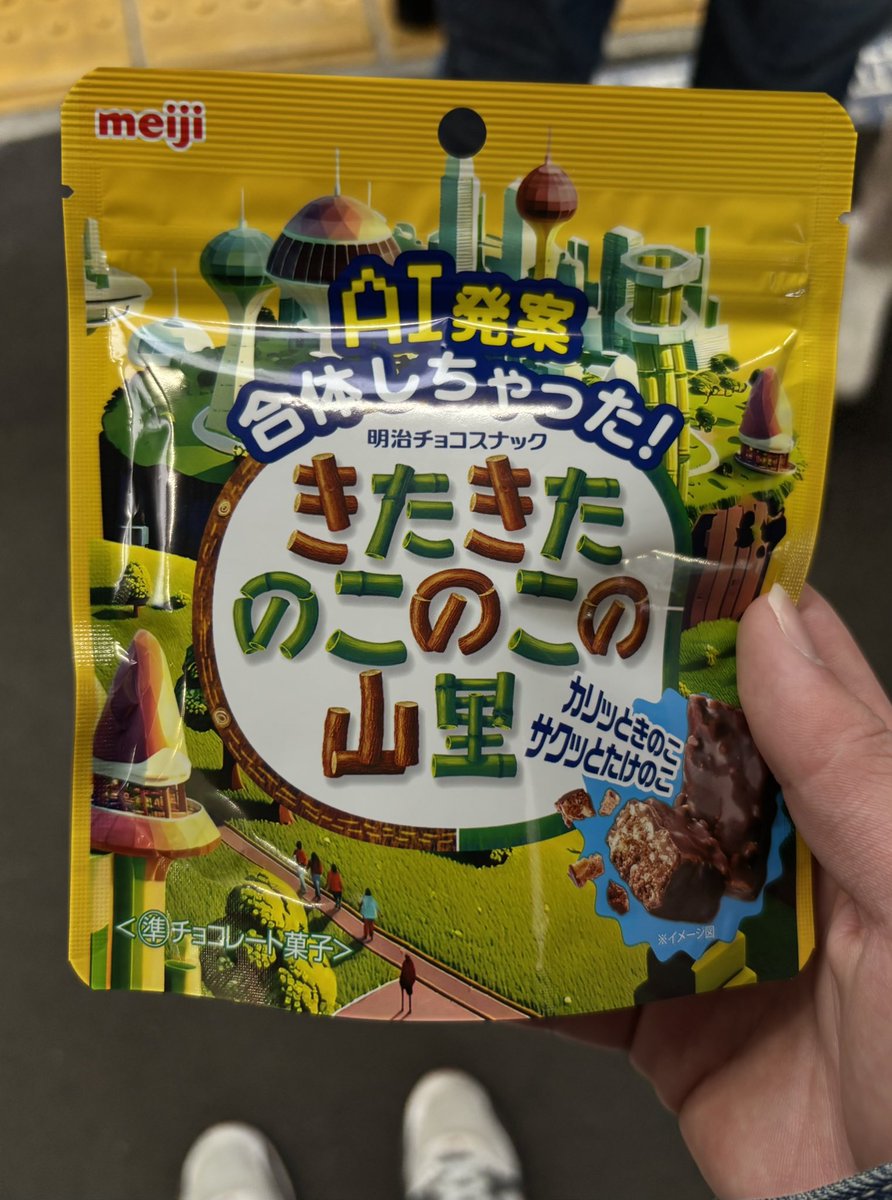 meiji
AI発案
合体しちゃった!
明治チョコスナック
きたきた
のこのこの
山里
カリッときのこ
サクッとたけのこ
※イメージ図
<準チョコレート菓子>